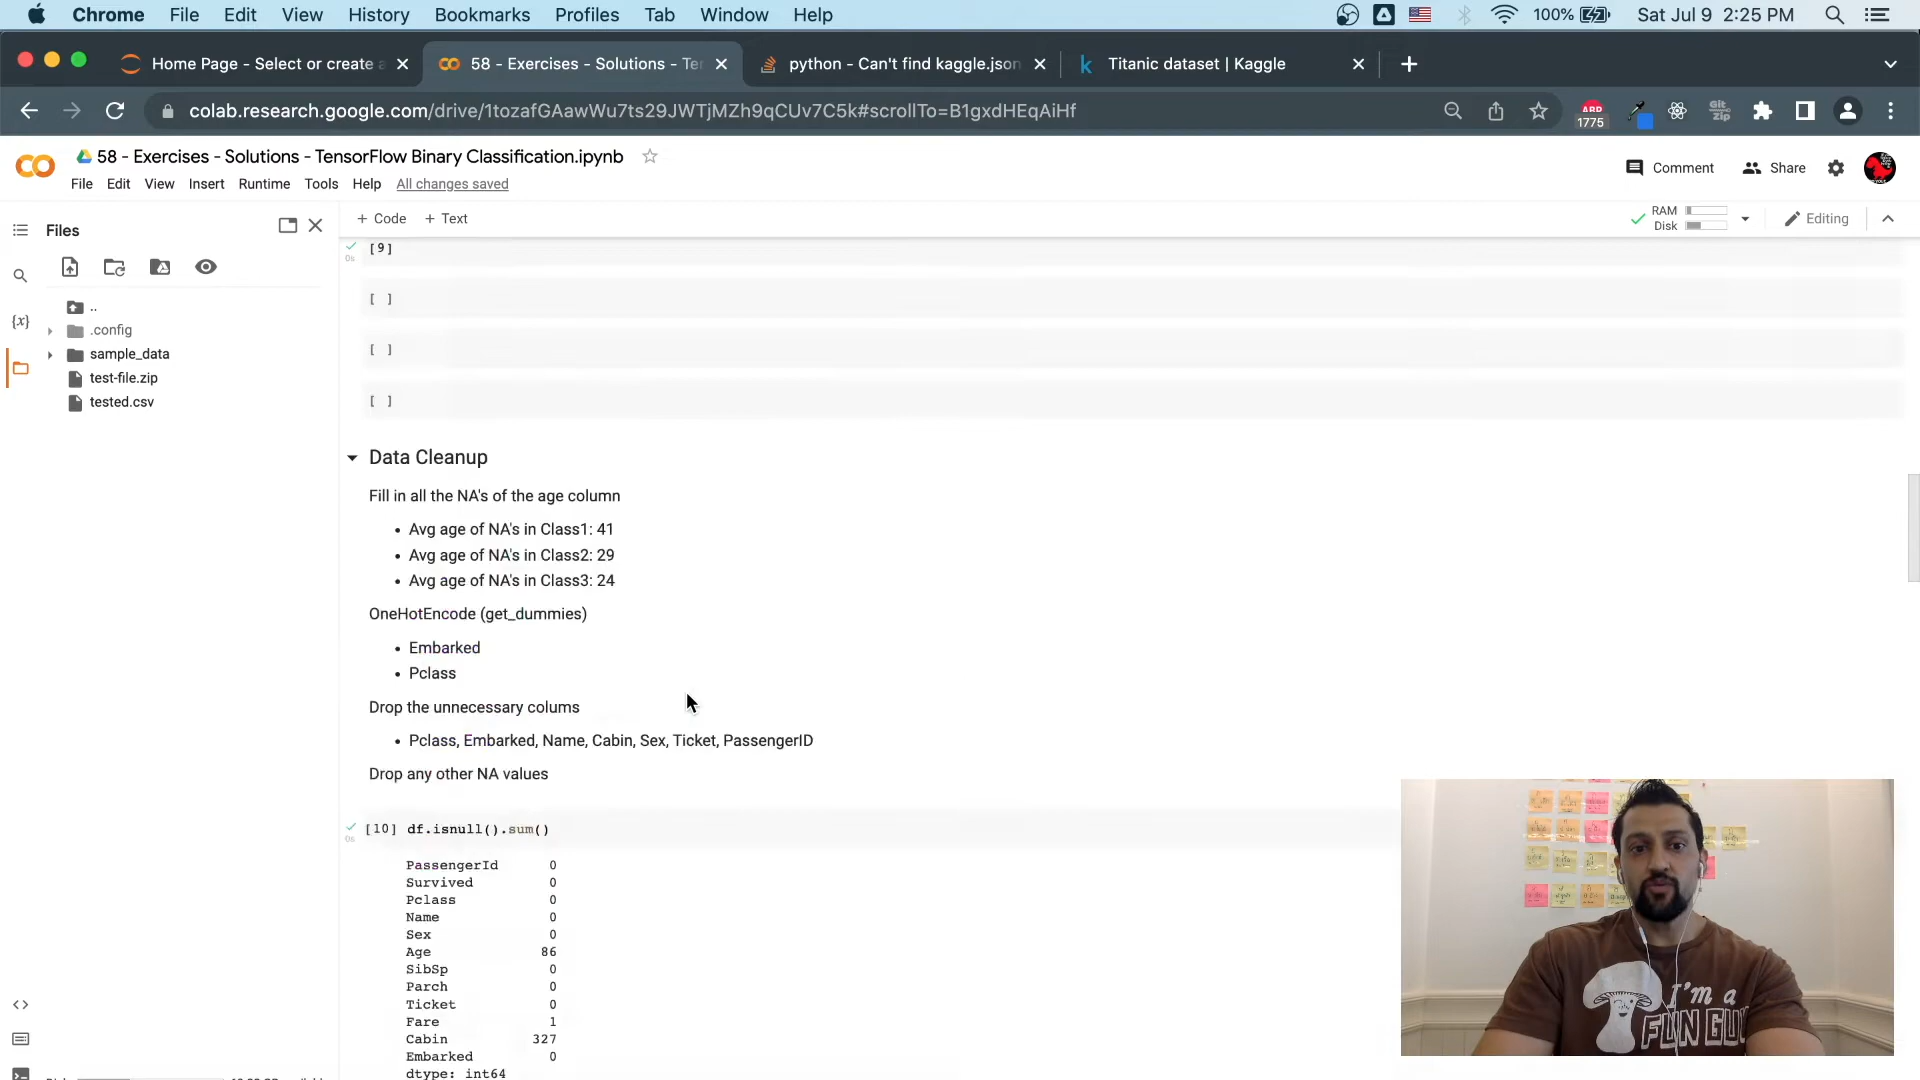 Chrome File Edit View History Bookmarks Profiles Tab Window Help 100% Sat Jul 9 2:25 PM
Home Page - Select or create a 58 - Exercises - Solutions - Ten python - Can't find kaggle.json Titanic dataset | Kaggle
colab.research.google.com/drive/1tozafGAawWu7ts29JWTjMZh9qCUv7C5k#scrollTo=B1gxdHEqAiHf ABP 1775 Git Zip
58 - Exercises - Solutions - TensorFlow Binary Classification.ipynb Comment Share
File Edit View Insert Runtime Tools Help All changes saved
Files + Code + Text RAM Disk Editing
..
.config
sample_data
test-file.zip
tested.csv
{x}
[9]
0s
[ ]
[ ]
[ ]
Data Cleanup
Fill in all the NA's of the age column
• Avg age of NA's in Class1: 41
• Avg age of NA's in Class2: 29
• Avg age of NA's in Class3: 24
OneHotEncode (get_dummies)
• Embarked
• Pclass
Drop the unnecessary colums
• Pclass, Embarked, Name, Cabin, Sex, Ticket, PassengerID
Drop any other NA values
[10] df.isnull().sum()
0s
PassengerId 0
Survived 0
Pclass 0
Name 0
Sex 0
Age 86
SibSp 0
Parch 0
Ticket 0
Fare 1
Cabin 327
Embarked 0
dtype: int64
I'm a
FUN GUY